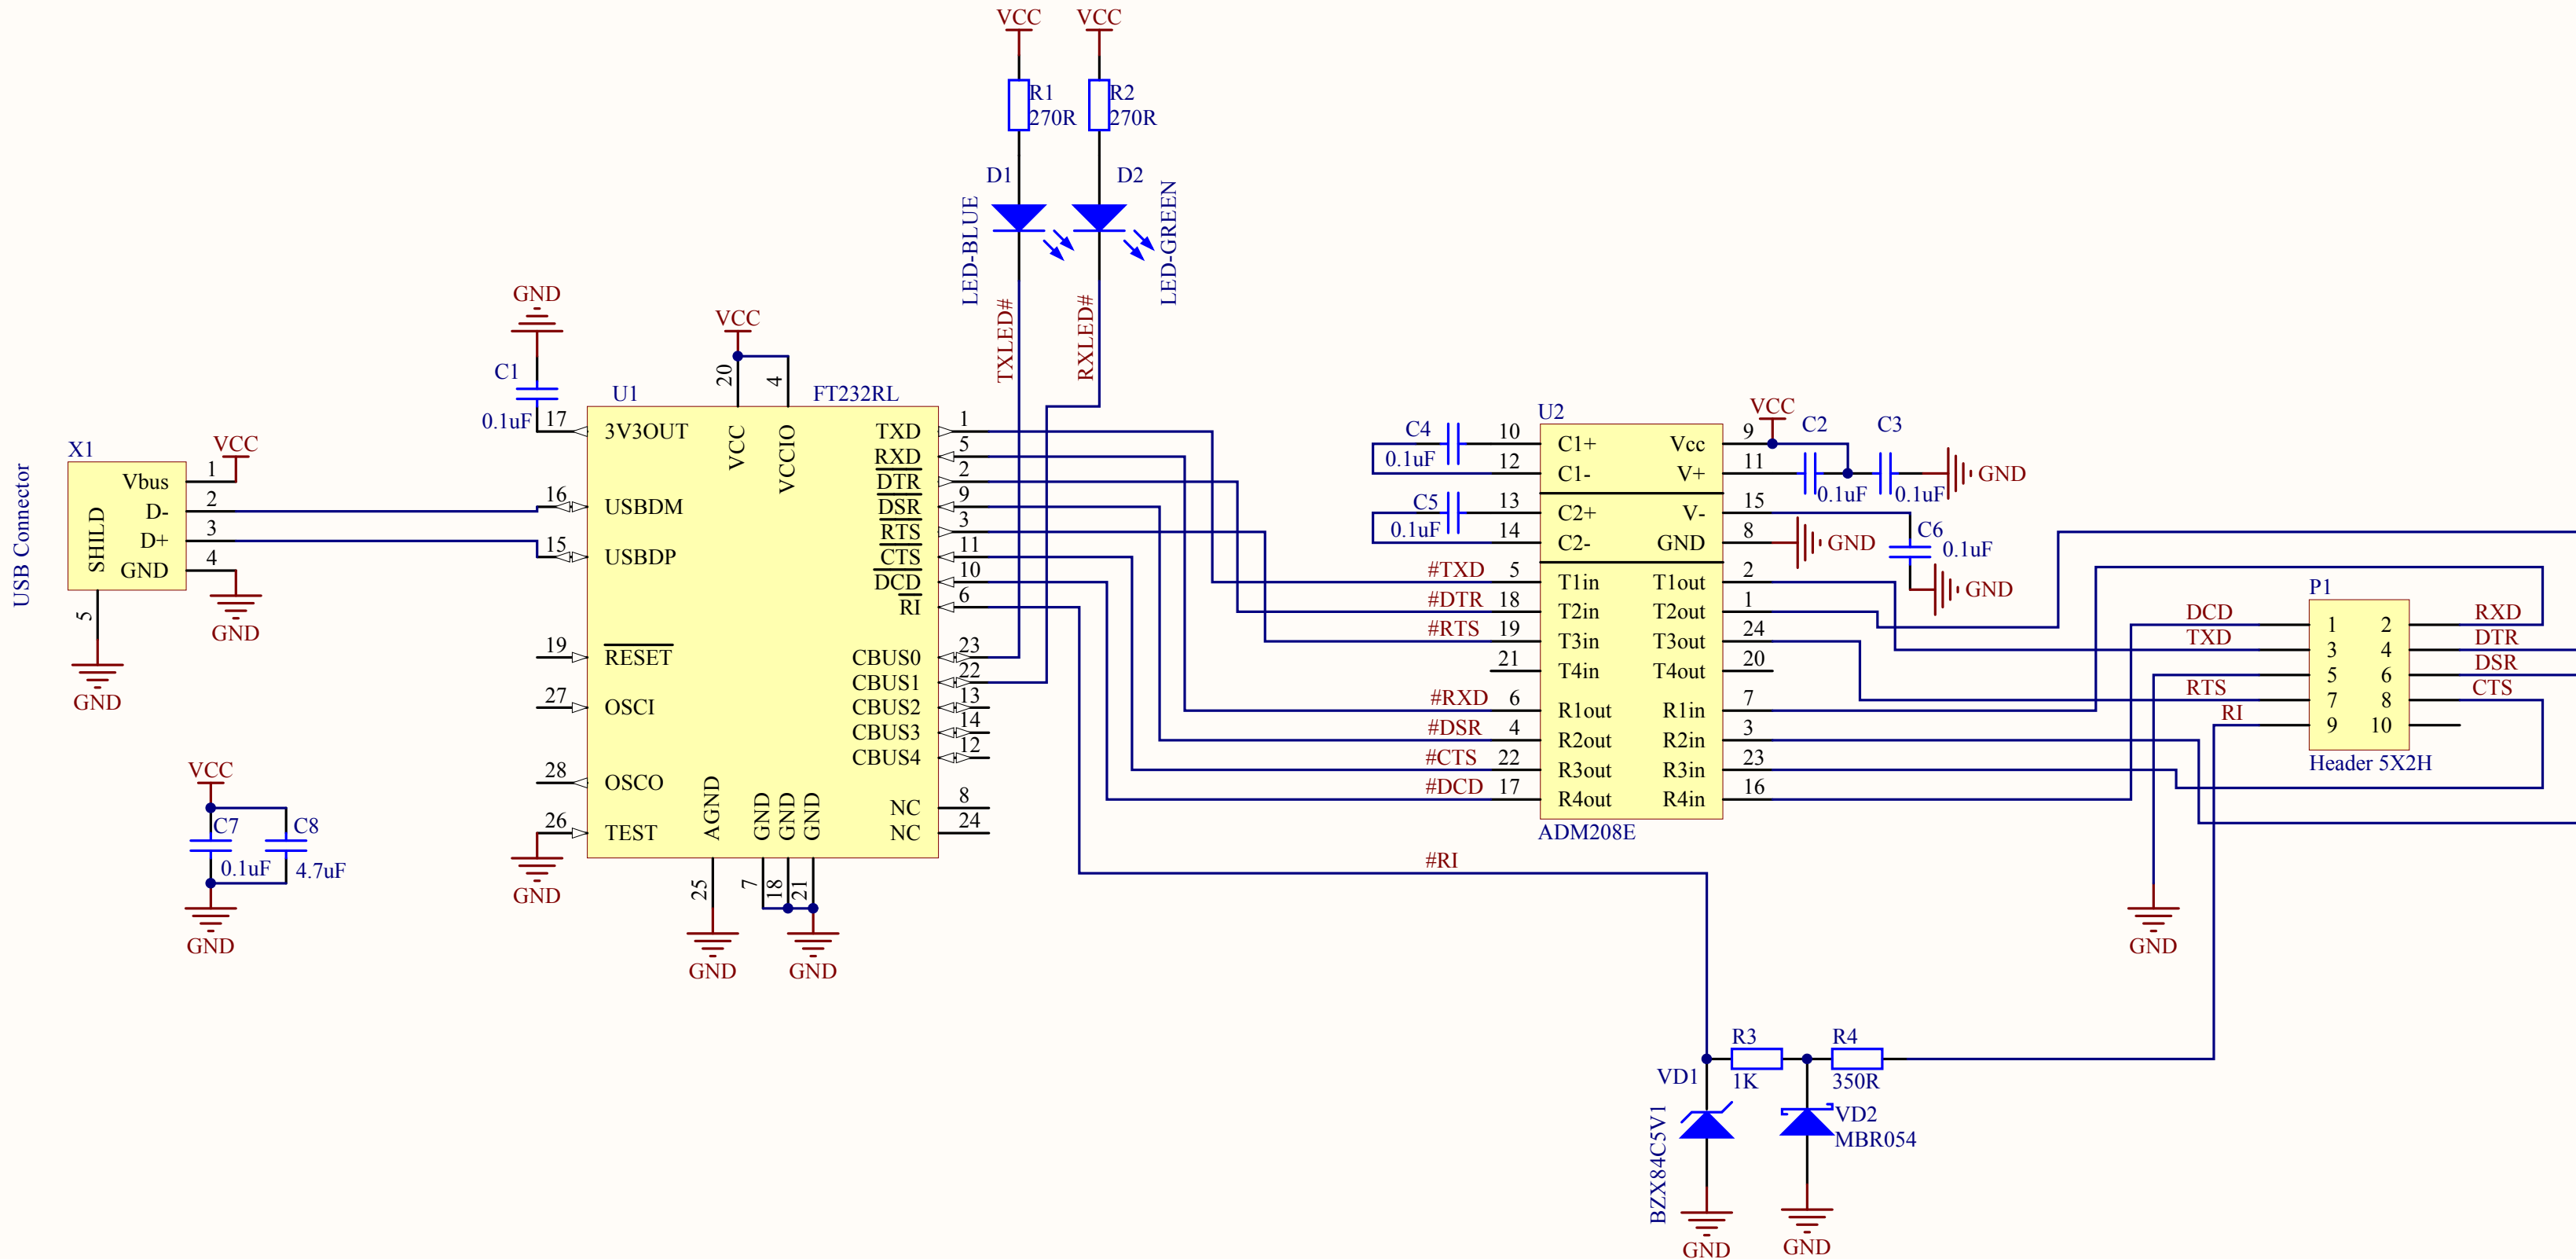 VCC
VCC
R1
270R
R2
270R
D1
D2
LED-BLUE
LED-GREEN
TXLED#
RXLED#
GND
C1
0.1uF
VCC
USB Connector
X1
SHILD
Vbus 1
D- 2
D+ 3
GND 4
5
VCC
GND
GND
VCC
C7
0.1uF
C8
4.7uF
GND
U1
FT232RL
20
4
VCC
VCCIO
17 3V3OUT
16 USBDM
15 USBDP
19 RESET
27 OSCI
28 OSCO
26 TEST
GND
TXD 1
RXD 5
DTR 2
DSR 9
RTS 3
CTS 11
DCD 10
RI 6
CBUS0 23
CBUS1 22
CBUS2 13
CBUS3 14
CBUS4 12
NC 8
NC 24
AGND
GND
GND
GND
25
7
18
21
GND
GND
U2
C4
0.1uF
C5
0.1uF
10 C1+
12 C1-
13 C2+
14 C2-
#TXD 5 T1in
#DTR 18 T2in
#RTS 19 T3in
21 T4in
#RXD 6 R1out
#DSR 4 R2out
#CTS 22 R3out
#DCD 17 R4out
#RI
Vcc 9
V+ 11
V- 15
GND 8
T1out 2
T2out 1
T3out 24
T4out 20
R1in 7
R2in 3
R3in 23
R4in 16
ADM208E
VCC
C2
0.1uF
C3
0.1uF
GND
GND
C6
0.1uF
GND
P1
DCD 1 2 RXD
TXD 3 4 DTR
5 6 DSR
RTS 7 8 CTS
RI 9 10
Header 5X2H
GND
R3
1K
R4
350R
VD1
BZX84C5V1
VD2
MBR054
GND
GND